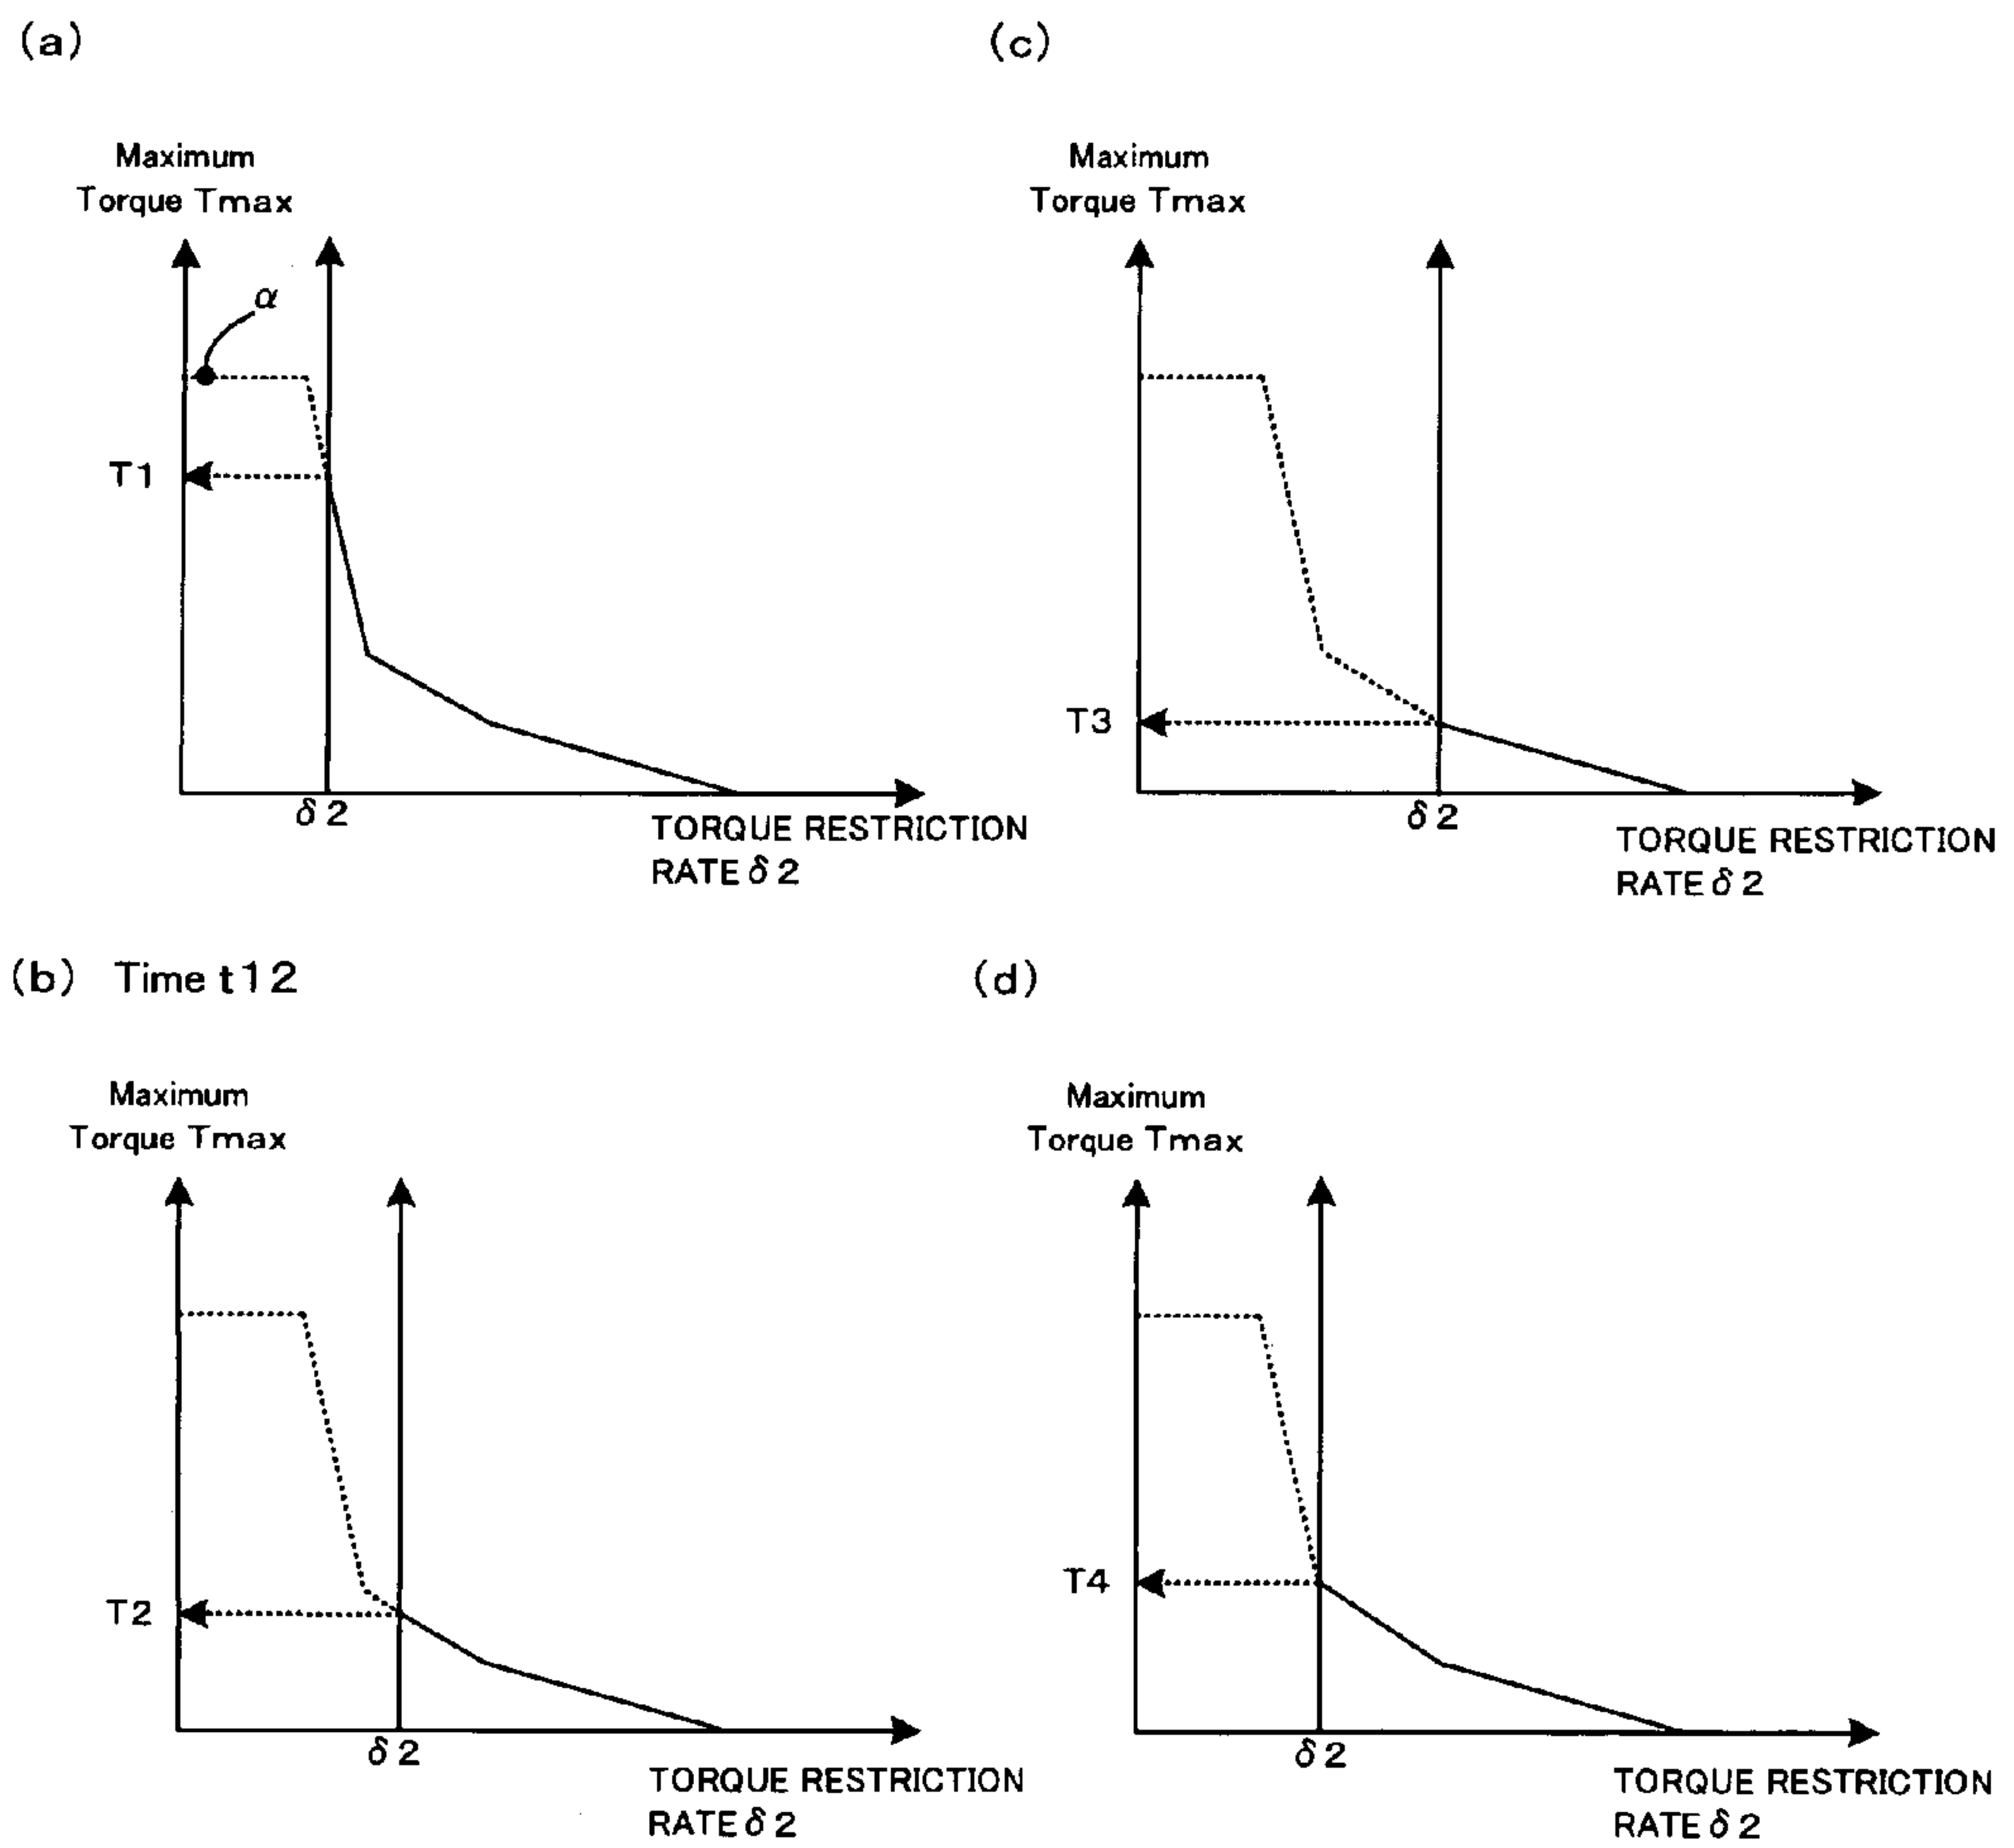 (a)
Maximum
Torque Tmax
α
T1
δ2
TORQUE RESTRICTION
RATE δ2
(c)
Maximum
Torque Tmax
T3
δ2
TORQUE RESTRICTION
RATE δ2
(b) Time t12
Maximum
Torque Tmax
T2
δ2
TORQUE RESTRICTION
RATE δ2
(d)
Maximum
Torque Tmax
T4
δ2
TORQUE RESTRICTION
RATE δ2